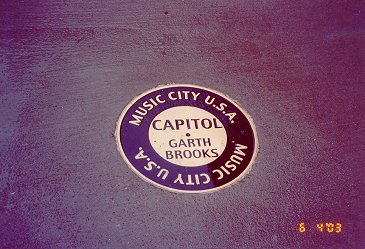 MUSIC CITY U.S.A.
CAPITOL
•
GARTH
BROOKS
MUSIC CITY U.S.A.
6 4 '03